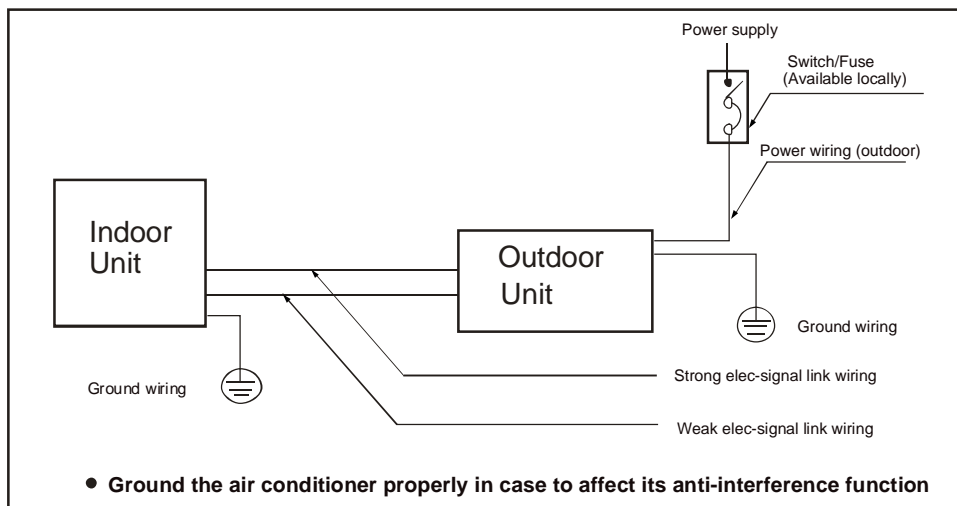 Power supply
Switch/Fuse
(Available locally)
Power wiring (outdoor)
Indoor
Unit
Outdoor
Unit
Ground wiring
Ground wiring
Strong elec-signal link wiring
Weak elec-signal link wiring
● Ground the air conditioner properly in case to affect its anti-interference function